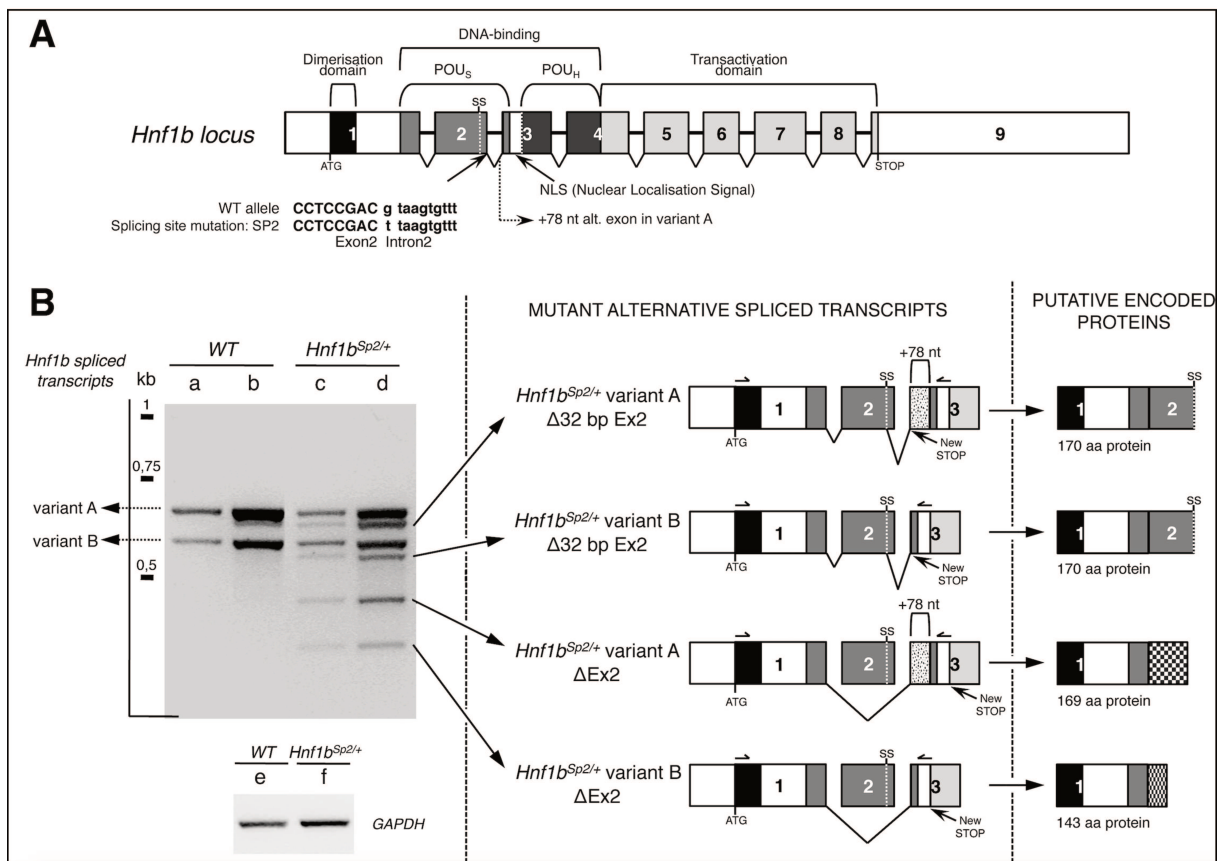 A
DNA-binding
Dimerisation
domain
POUS
POUH
Transactivation
domain
SS
Hnf1b locus
1
2
3
4
5
6
7
8
9
ATG
STOP
NLS (Nuclear Localisation Signal)
WT allele CCTCCGAC g taagtgttt
Splicing site mutation: SP2 CCTCCGAC t taagtgttt
Exon2 Intron2
+78 nt alt. exon in variant A
B
MUTANT ALTERNATIVE SPLICED TRANSCRIPTS
PUTATIVE ENCODED
PROTEINS
Hnf1b spliced
transcripts
WT
Hnf1bSp2/+
kb
a
b
c
d
1
0,75
variant A
variant B
0,5
Hnf1bSp2/+ variant A
Δ32 bp Ex2
ATG
1
SS
2
+78 nt
3
New
STOP
1
SS
2
170 aa protein
Hnf1bSp2/+ variant B
Δ32 bp Ex2
ATG
1
SS
2
3
New
STOP
1
SS
2
170 aa protein
Hnf1bSp2/+ variant A
ΔEx2
ATG
1
SS
2
+78 nt
3
New
STOP
1
169 aa protein
Hnf1bSp2/+ variant B
ΔEx2
ATG
1
SS
2
3
New
STOP
1
143 aa protein
WT
Hnf1bSp2/+
e
f
GAPDH